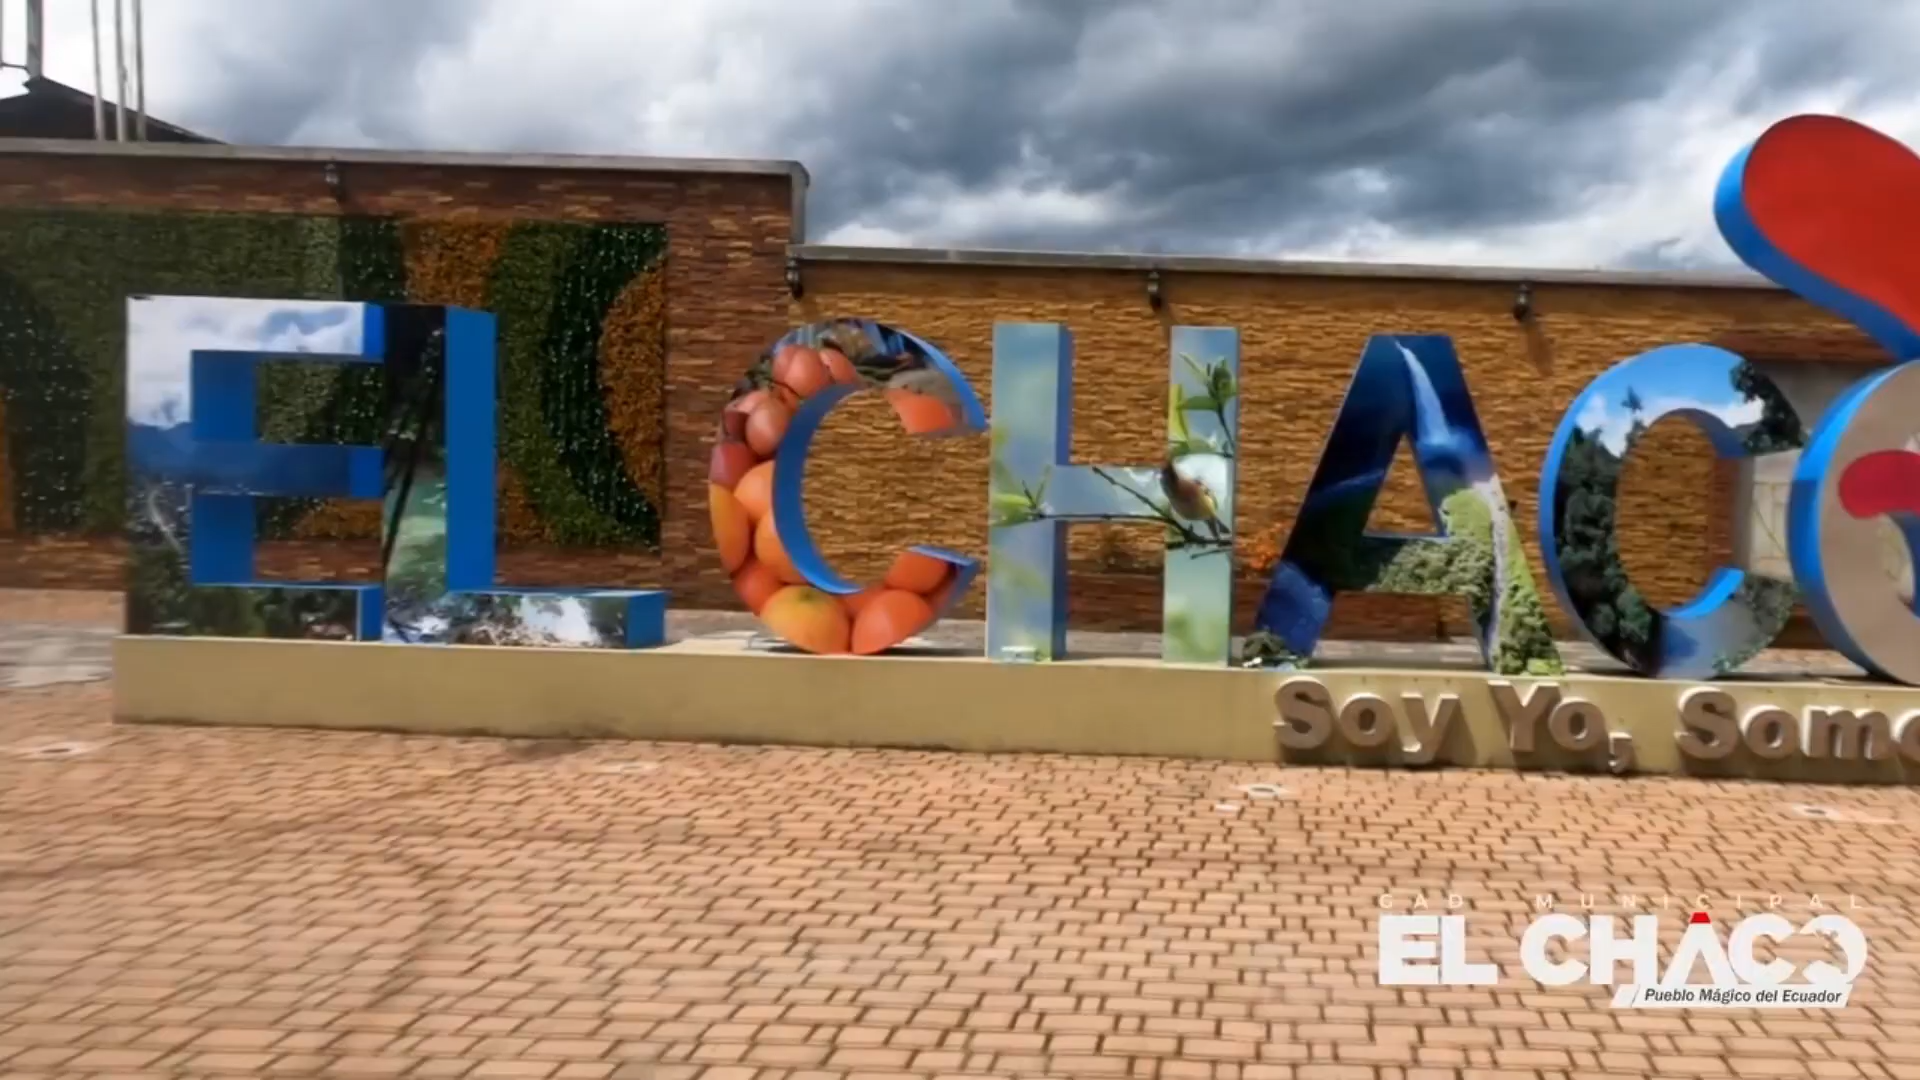 EL CHACO
Soy Yo, Somo
GAD MUNICIPAL
EL CHACO
Pueblo Mágico del Ecuador